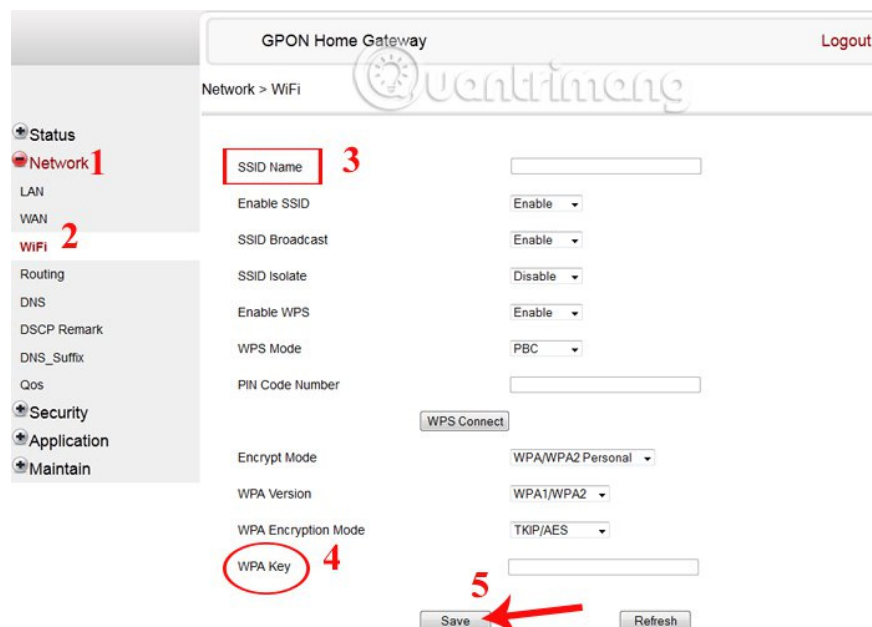 GPON Home Gateway
Logout
Quantrimang
Network > WiFi
Status
Network 1
LAN
WAN
WiFi 2
Routing
DNS
DSCP Remark
DNS_Suffix
Qos
Security
Application
Maintain
SSID Name 3
Enable SSID Enable
SSID Broadcast Enable
SSID Isolate Disable
Enable WPS Enable
WPS Mode PBC
PIN Code Number
WPS Connect
Encrypt Mode WPA/WPA2 Personal
WPA Version WPA1/WPA2
WPA Encryption Mode TKIP/AES
WPA Key 4
5
Save Refresh